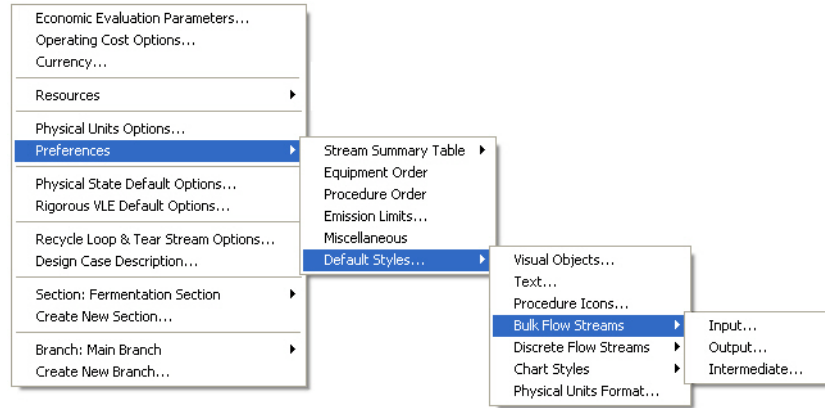 Economic Evaluation Parameters...
Operating Cost Options...
Currency...
Resources
Physical Units Options...
Preferences
Physical State Default Options...
Rigorous VLE Default Options...
Recycle Loop & Tear Stream Options...
Design Case Description...
Section: Fermentation Section
Create New Section...
Branch: Main Branch
Create New Branch...
Stream Summary Table
Equipment Order
Procedure Order
Emission Limits...
Miscellaneous
Default Styles...
Visual Objects...
Text...
Procedure Icons...
Bulk Flow Streams
Discrete Flow Streams
Chart Styles
Physical Units Format...
Input...
Output...
Intermediate...